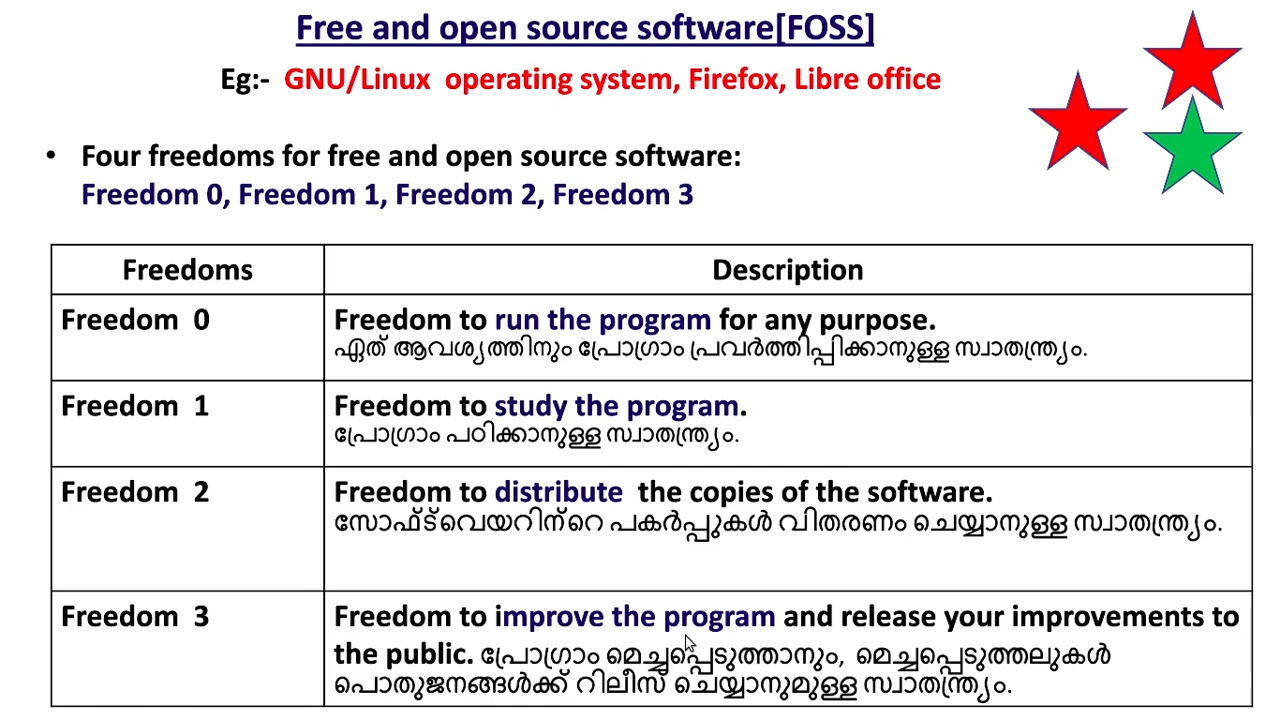 Free and open source software[FOSS]
Eg:- GNU/Linux operating system, Firefox, Libre office
• Four freedoms for free and open source software:
Freedom 0, Freedom 1, Freedom 2, Freedom 3
Freedoms
Description
Freedom 0
Freedom to run the program for any purpose.
ഏത് ആവശ്യത്തിനും പ്രോഗ്രാം പ്രവർത്തിപ്പിക്കാനുള്ള സ്വാതന്ത്ര്യം.
Freedom 1
Freedom to study the program.
പ്രോഗ്രാം പഠിക്കാനുള്ള സ്വാതന്ത്ര്യം.
Freedom 2
Freedom to distribute the copies of the software.
സോഫ്ട്‌വെയറിന്റെ പകർപ്പുകൾ വിതരണം ചെയ്യാനുള്ള സ്വാതന്ത്ര്യം.
Freedom 3
Freedom to improve the program and release your improvements to
the public. പ്രോഗ്രാം മെച്ചപ്പെടുത്താനും, മെച്ചപ്പെടുത്തലുകൾ
പൊതുജനങ്ങൾക്ക് റിലീസ് ചെയ്യാനുമുള്ള സ്വാതന്ത്ര്യം.